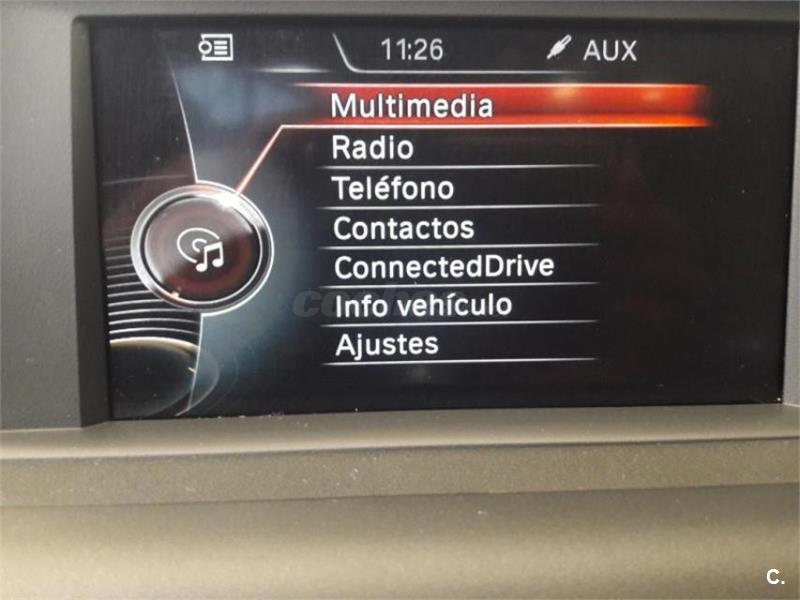 11:26 AUX
Multimedia
Radio
Teléfono
Contactos
ConnectedDrive
Info vehículo
Ajustes
C.